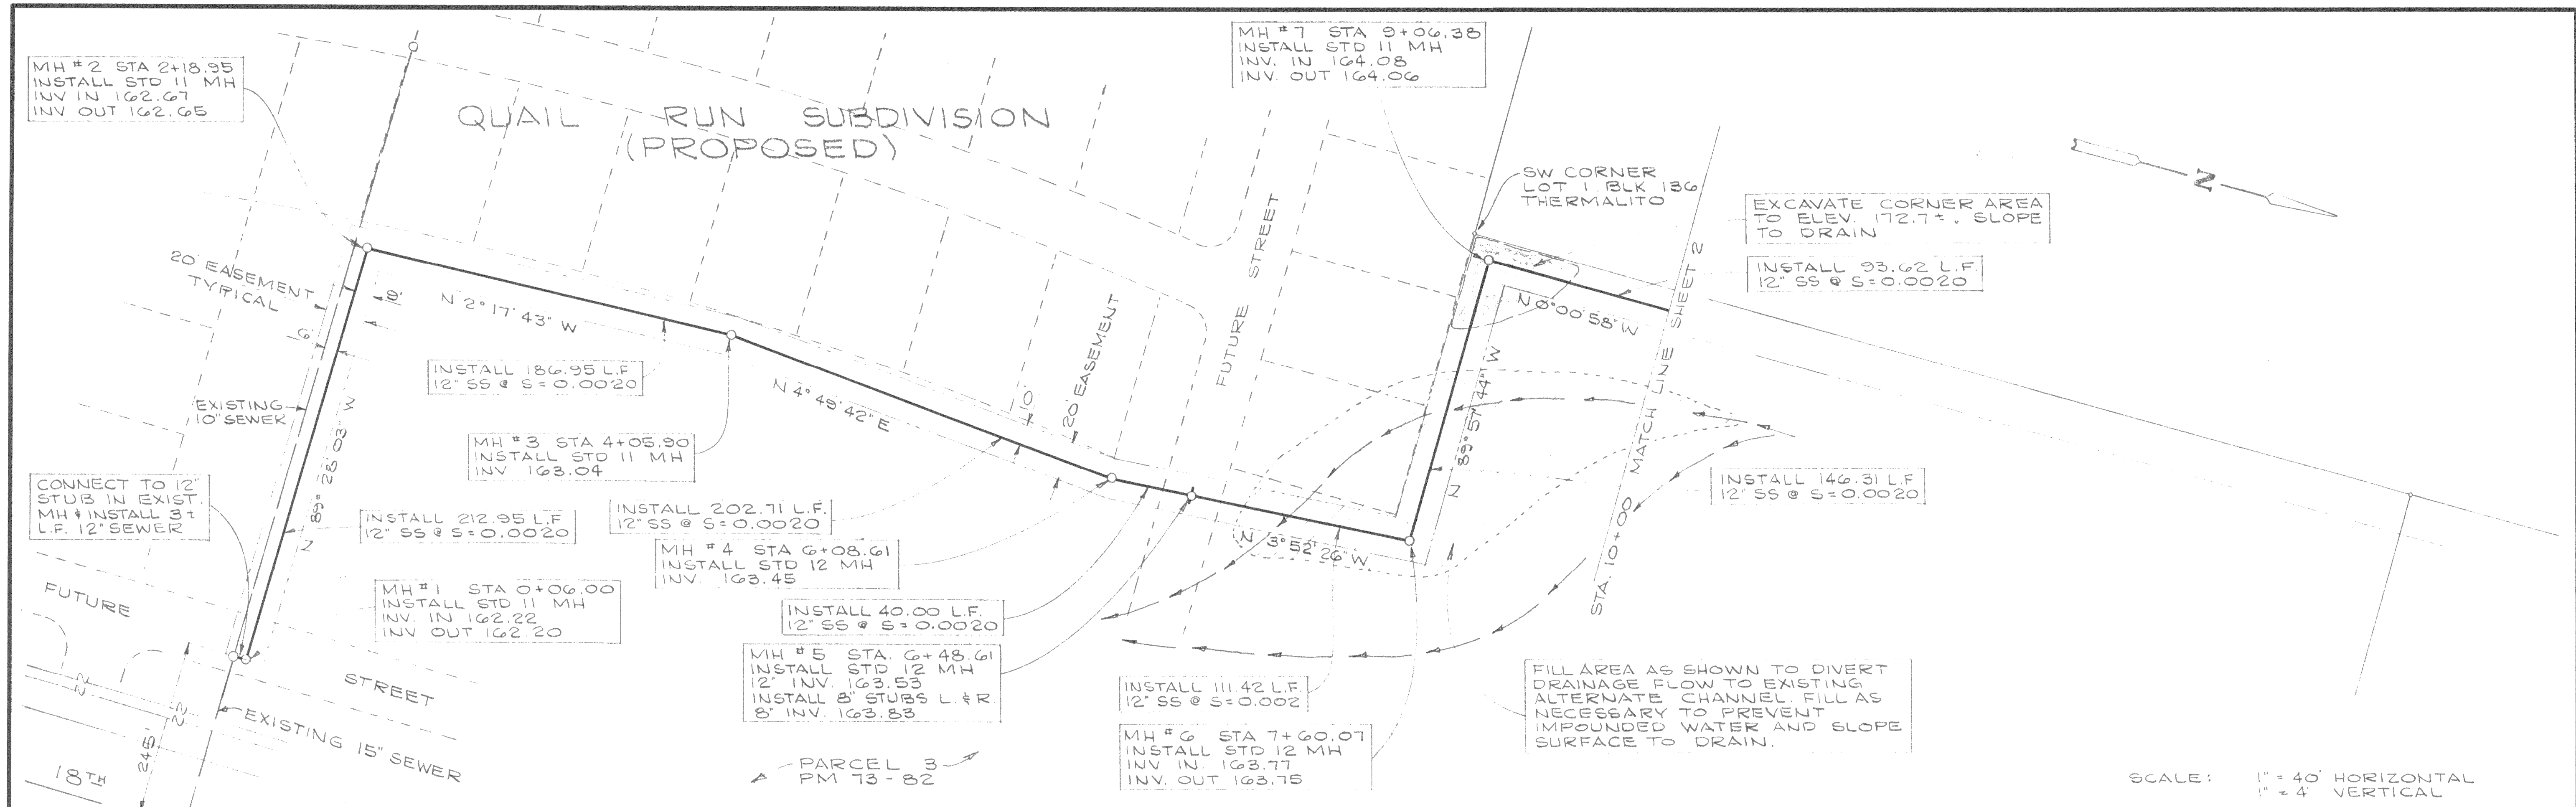 MH #2 STA 2+18.95
INSTALL STD 11 MH
INV IN 162.67
INV OUT 162.65
QUAIL RUN SUBDIVISION
(PROPOSED)
MH #7 STA 9+06.38
INSTALL STD 11 MH
INV. IN 164.08
INV. OUT 164.06
SW CORNER
LOT 1 BLK 136
THERMALITO
EXCAVATE CORNER AREA
TO ELEV. 172.7±. SLOPE
TO DRAIN
INSTALL 93.62 L.F.
12" SS @ S=0.0020
N
20' EASEMENT
TYPICAL
9'
6'
N 2° 17' 43" W
INSTALL 186.95 L.F.
12" SS @ S=0.0020
EXISTING
10" SEWER
N 89° 28' 03" W
MH #3 STA 4+05.90
INSTALL STD 11 MH
INV 163.04
N 4° 49' 42" E
10'
20' EASEMENT
FUTURE STREET
N 0° 00' 58" W
N 89° 57' 44" W
STA. 10+00 MATCH LINE SHEET 2
CONNECT TO 12"
STUB IN EXIST.
MH & INSTALL 3±
L.F. 12" SEWER
INSTALL 212.95 L.F
12" SS @ S=0.0020
INSTALL 202.71 L.F.
12" SS @ S=0.0020
MH #4 STA 6+08.61
INSTALL STD 12 MH
INV. 163.45
N 3° 52' 26" W
INSTALL 146.31 L.F
12" SS @ S=0.0020
MH #1 STA 0+06.00
INSTALL STD 11 MH
INV. IN 162.22
INV OUT 162.20
INSTALL 40.00 L.F.
12" SS @ S=0.0020
MH #5 STA. 6+48.61
INSTALL STD 12 MH
12" INV. 163.53
INSTALL 8" STUBS L. & R
8" INV. 163.83
INSTALL 111.42 L.F.
12" SS @ S=0.002
MH #6 STA 7+60.07
INSTALL STD 12 MH
INV IN. 163.77
INV. OUT 163.75
FILL AREA AS SHOWN TO DIVERT
DRAINAGE FLOW TO EXISTING
ALTERNATE CHANNEL. FILL AS
NECESSARY TO PREVENT
IMPOUNDED WATER AND SLOPE
SURFACE TO DRAIN.
FUTURE
STREET
22
22
245'
EXISTING 15" SEWER
18TH
PARCEL 3
PM 73-82
SCALE: 1" = 40' HORIZONTAL
1" = 4' VERTICAL